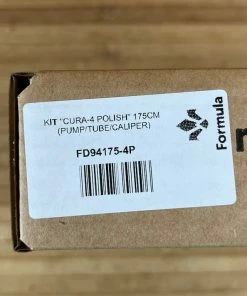 KIT "CURA-4 POLISH" 175CM
(PUMP/TUBE/CALIPER)
FD94175-4P
Formula